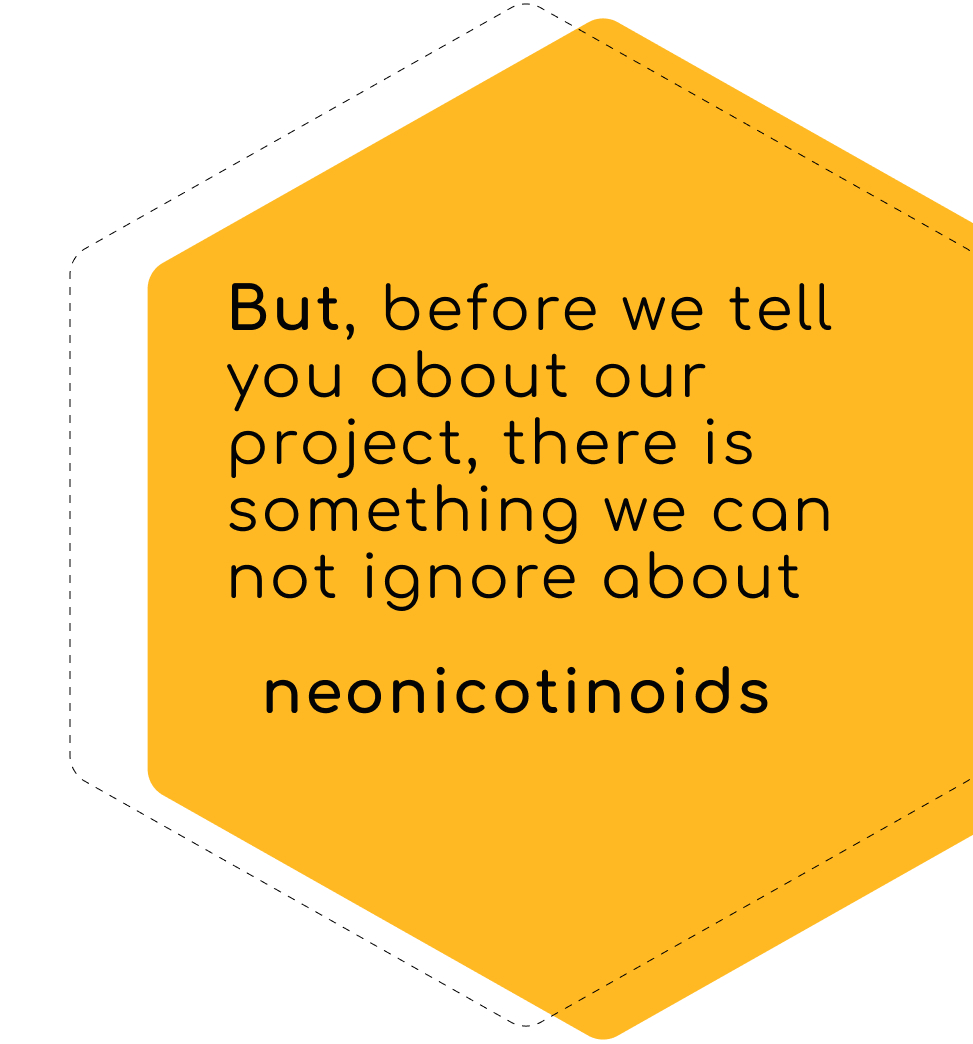 But, before we tell
you about our
project, there is
something we can
not ignore about
neonicotinoids